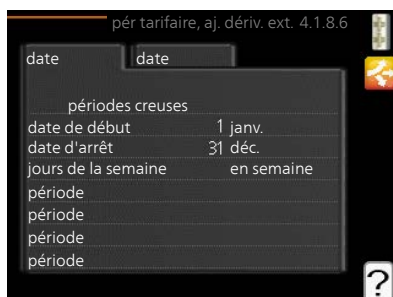 pér tarifaire, aj. dériv. ext. 4.1.8.6
date date
périodes creuses
date de début 1 janv.
date d'arrêt 31 déc.
jours de la semaine en semaine
période
période
période
période
?